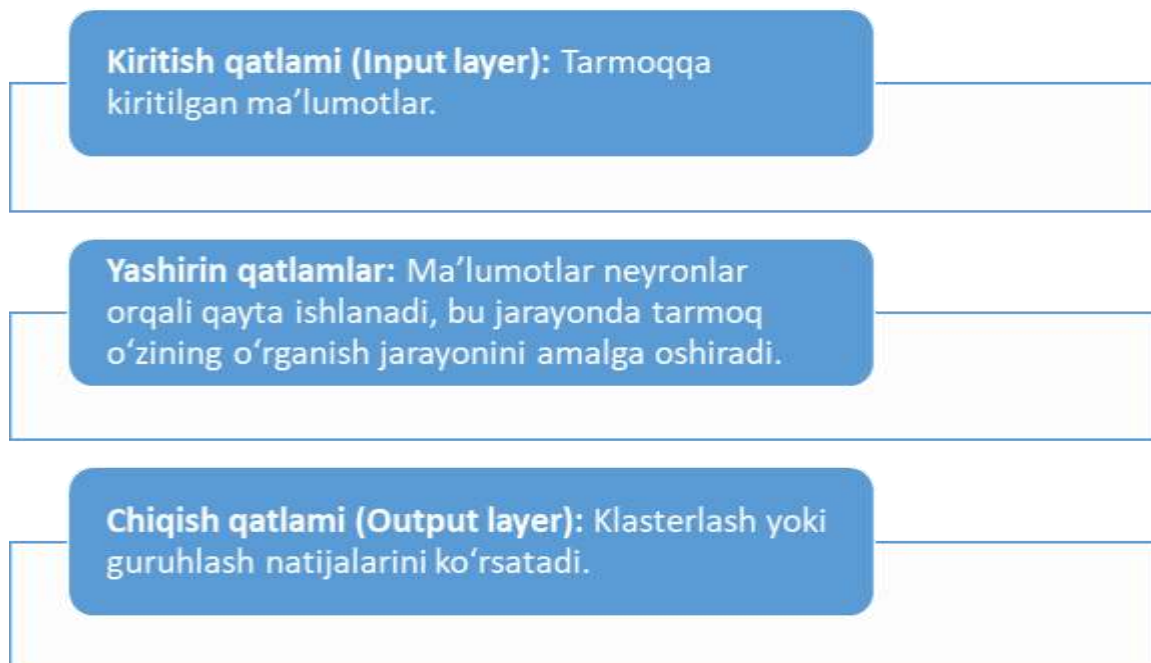 Kiritish qatlami (Input layer): Tarmoqqa
kiritilgan ma’lumotlar.
Yashirin qatlamlar: Ma’lumotlar neyronlar
orqali qayta ishlanadi, bu jarayonda tarmoq
o‘zining o‘rganish jarayonini amalga oshiradi.
Chiqish qatlami (Output layer): Klasterlash yoki
guruhlash natijalarini ko‘rsatadi.